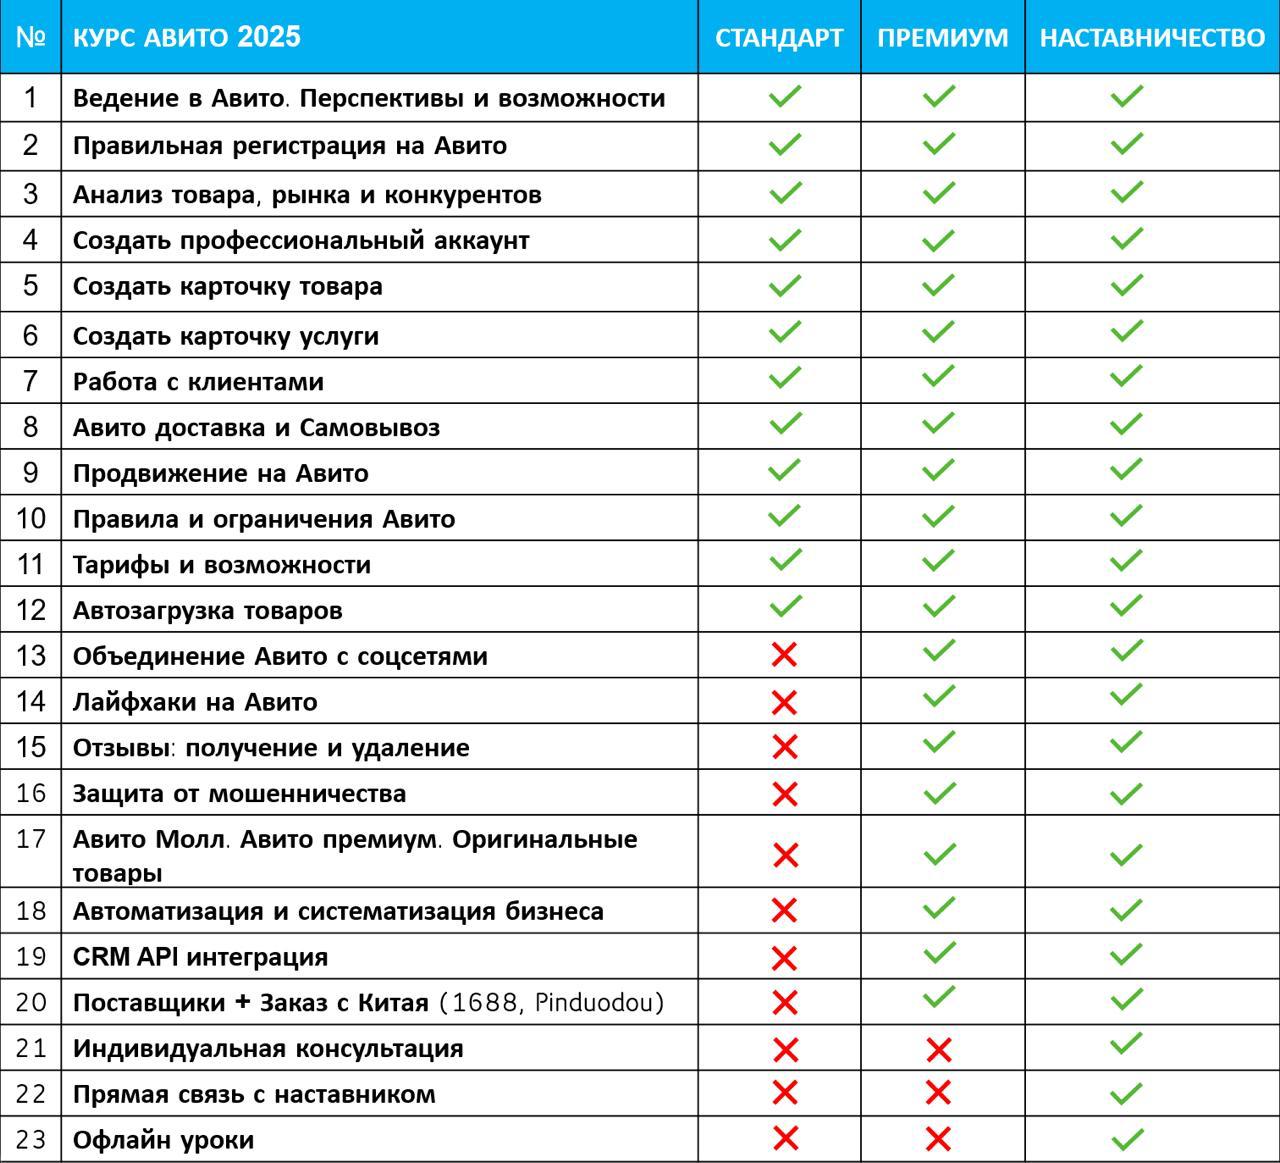 № КУРС АВИТО 2025 СТАНДАРТ ПРЕМИУМ НАСТАВНИЧЕСТВО
1 Ведение в Авито. Перспективы и возможности
2 Правильная регистрация на Авито
3 Анализ товара, рынка и конкурентов
4 Создать профессиональный аккаунт
5 Создать карточку товара
6 Создать карточку услуги
7 Работа с клиентами
8 Авито доставка и Самовывоз
9 Продвижение на Авито
10 Правила и ограничения Авито
11 Тарифы и возможности
12 Автозагрузка товаров
13 Объединение Авито с соцсетями
14 Лайфхаки на Авито
15 Отзывы: получение и удаление
16 Защита от мошенничества
17 Авито Молл. Авито премиум. Оригинальные
товары
18 Автоматизация и систематизация бизнеса
19 CRM API интеграция
20 Поставщики + Заказ с Китая (1688, Pinduodou)
21 Индивидуальная консультация
22 Прямая связь с наставником
23 Офлайн уроки